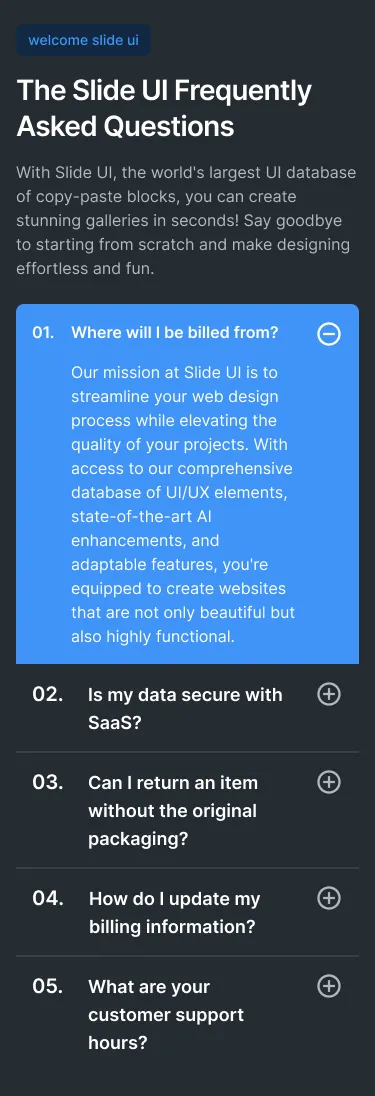 welcome slide ui
The Slide UI Frequently
Asked Questions
With Slide UI, the world's largest UI database
of copy-paste blocks, you can create
stunning galleries in seconds! Say goodbye
to starting from scratch and make designing
effortless and fun.
01. Where will I be billed from?
Our mission at Slide UI is to
streamline your web design
process while elevating the
quality of your projects. With
access to our comprehensive
database of UI/UX elements,
state-of-the-art AI
enhancements, and
adaptable features, you're
equipped to create websites
that are not only beautiful but
also highly functional.
02. Is my data secure with
SaaS?
03. Can I return an item
without the original
packaging?
04. How do I update my
billing information?
05. What are your
customer support
hours?